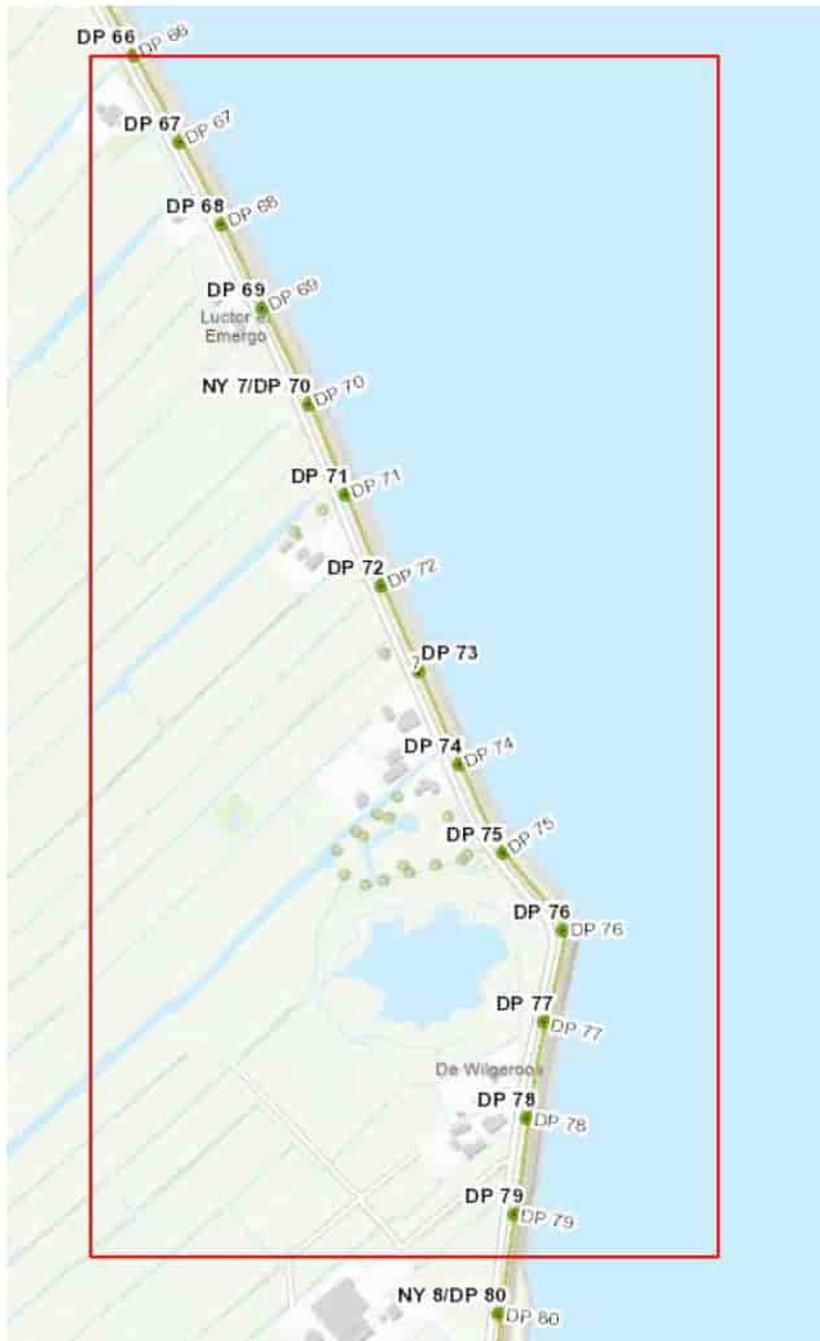 DP 66 DP 66
DP 67 DP 67
DP 68 DP 68
DP 69 DP 69
Luctor et
Emergo
NY 7/DP 70 DP 70
DP 71 DP 71
DP 72 DP 72
DP 73
DP 74 DP 74
DP 75 DP 75
DP 76 DP 76
DP 77 DP 77
De Wilgeroos
DP 78 DP 78
DP 79 DP 79
NY 8/DP 80 DP 80